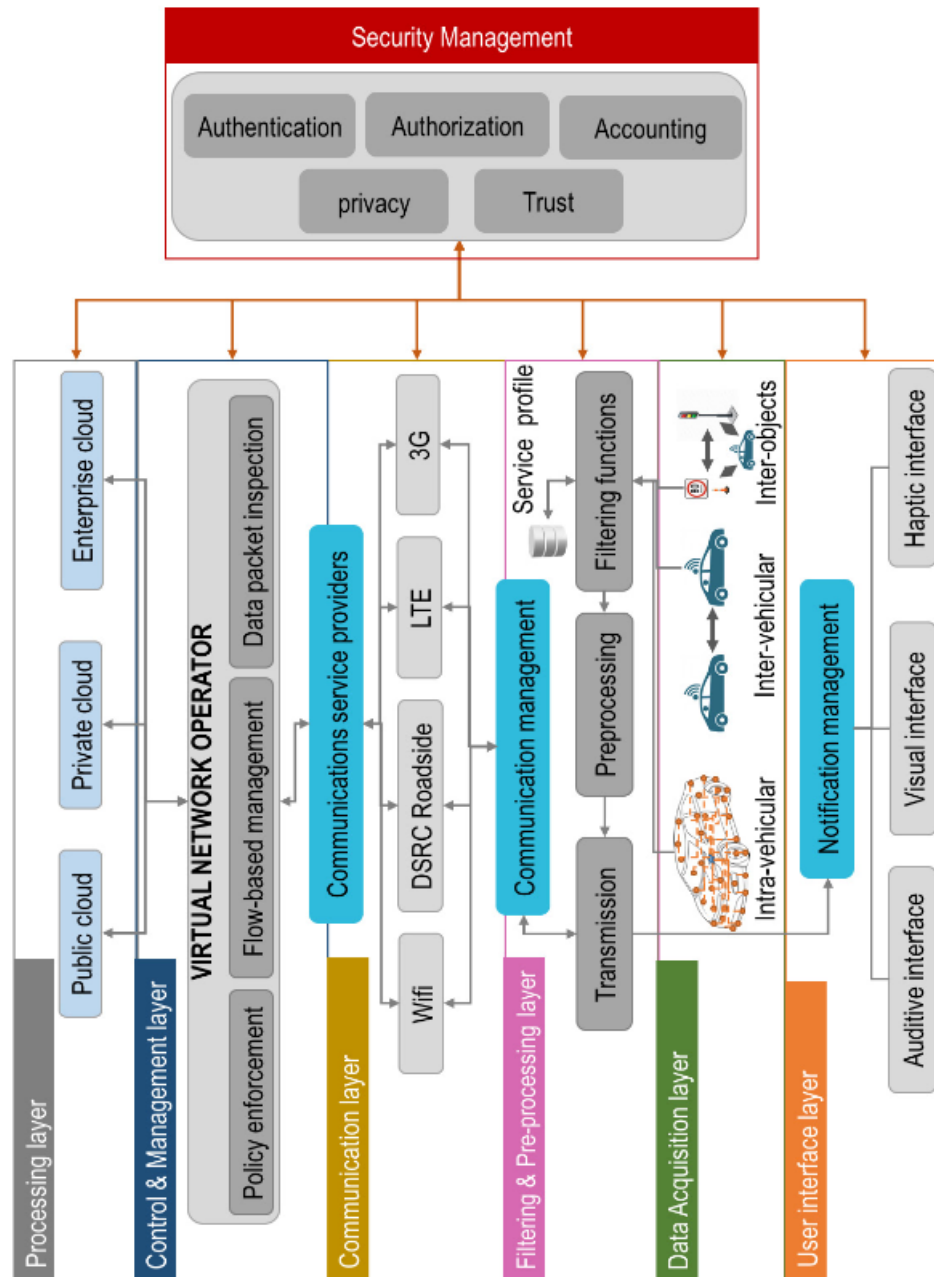 Security Management
Authentication
Authorization
Accounting
privacy
Trust
Processing layer
Public cloud
Private cloud
Enterprise cloud
Control & Management layer
VIRTUAL NETWORK OPERATOR
Policy enforcement
Flow-based management
Data packet inspection
Communications service providers
Communication layer
Wifi
DSRC Roadside
LTE
3G
Filtering & Pre-processing layer
Communication management
Service profile
Transmission
Preprocessing
Filtering functions
Data Acquisition layer
Intra-vehicular
Inter-vehicular
Inter-objects
User interface layer
Notification management
Auditive interface
Visual interface
Haptic interface